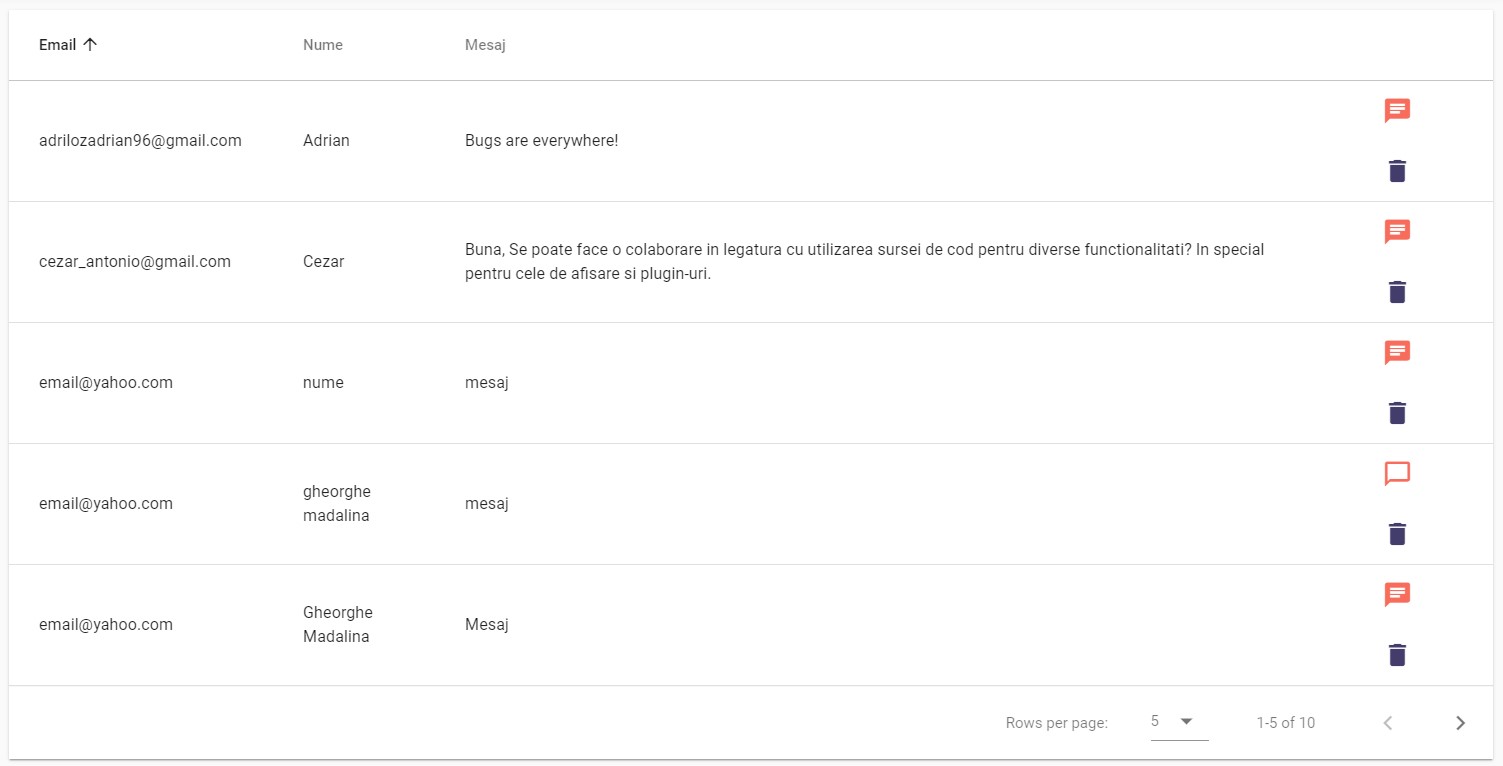 Email Nume Mesaj
adrilozadrian96@gmail.com Adrian Bugs are everywhere!
cezar_antonio@gmail.com Cezar Buna, Se poate face o colaborare in legatura cu utilizarea sursei de cod pentru diverse functionalitati? In special
pentru cele de afisare si plugin-uri.
email@yahoo.com nume mesaj
email@yahoo.com gheorghe
madalina mesaj
email@yahoo.com Gheorghe
Madalina Mesaj
Rows per page: 5 1-5 of 10